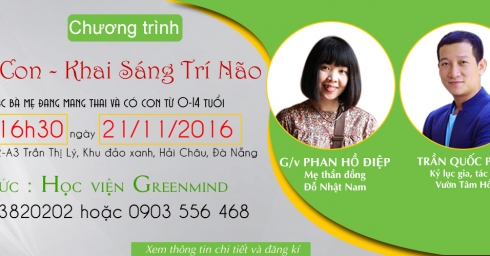 Chương trình
Con - Khai Sáng Trí Não
BÀ MẸ ĐANG MANG THAI VÀ CÓ CON TỪ 0-14 TUỔI
16h30 ngày 21/11/2016
-A3 Trần Thị Lý, Khu đảo xanh, Hải Châu, Đà Nẵng
ỨC : Học viện Greenmind
3820202 hoặc 0903 556 468
Xem thông tin chi tiết và đăng kí
G/v PHAN HỒ ĐIỆP
Mẹ thần đồng
Đỗ Nhật Nam
TRẦN QUỐC P
Kỷ lục gia, tác
Vườn Tâm H